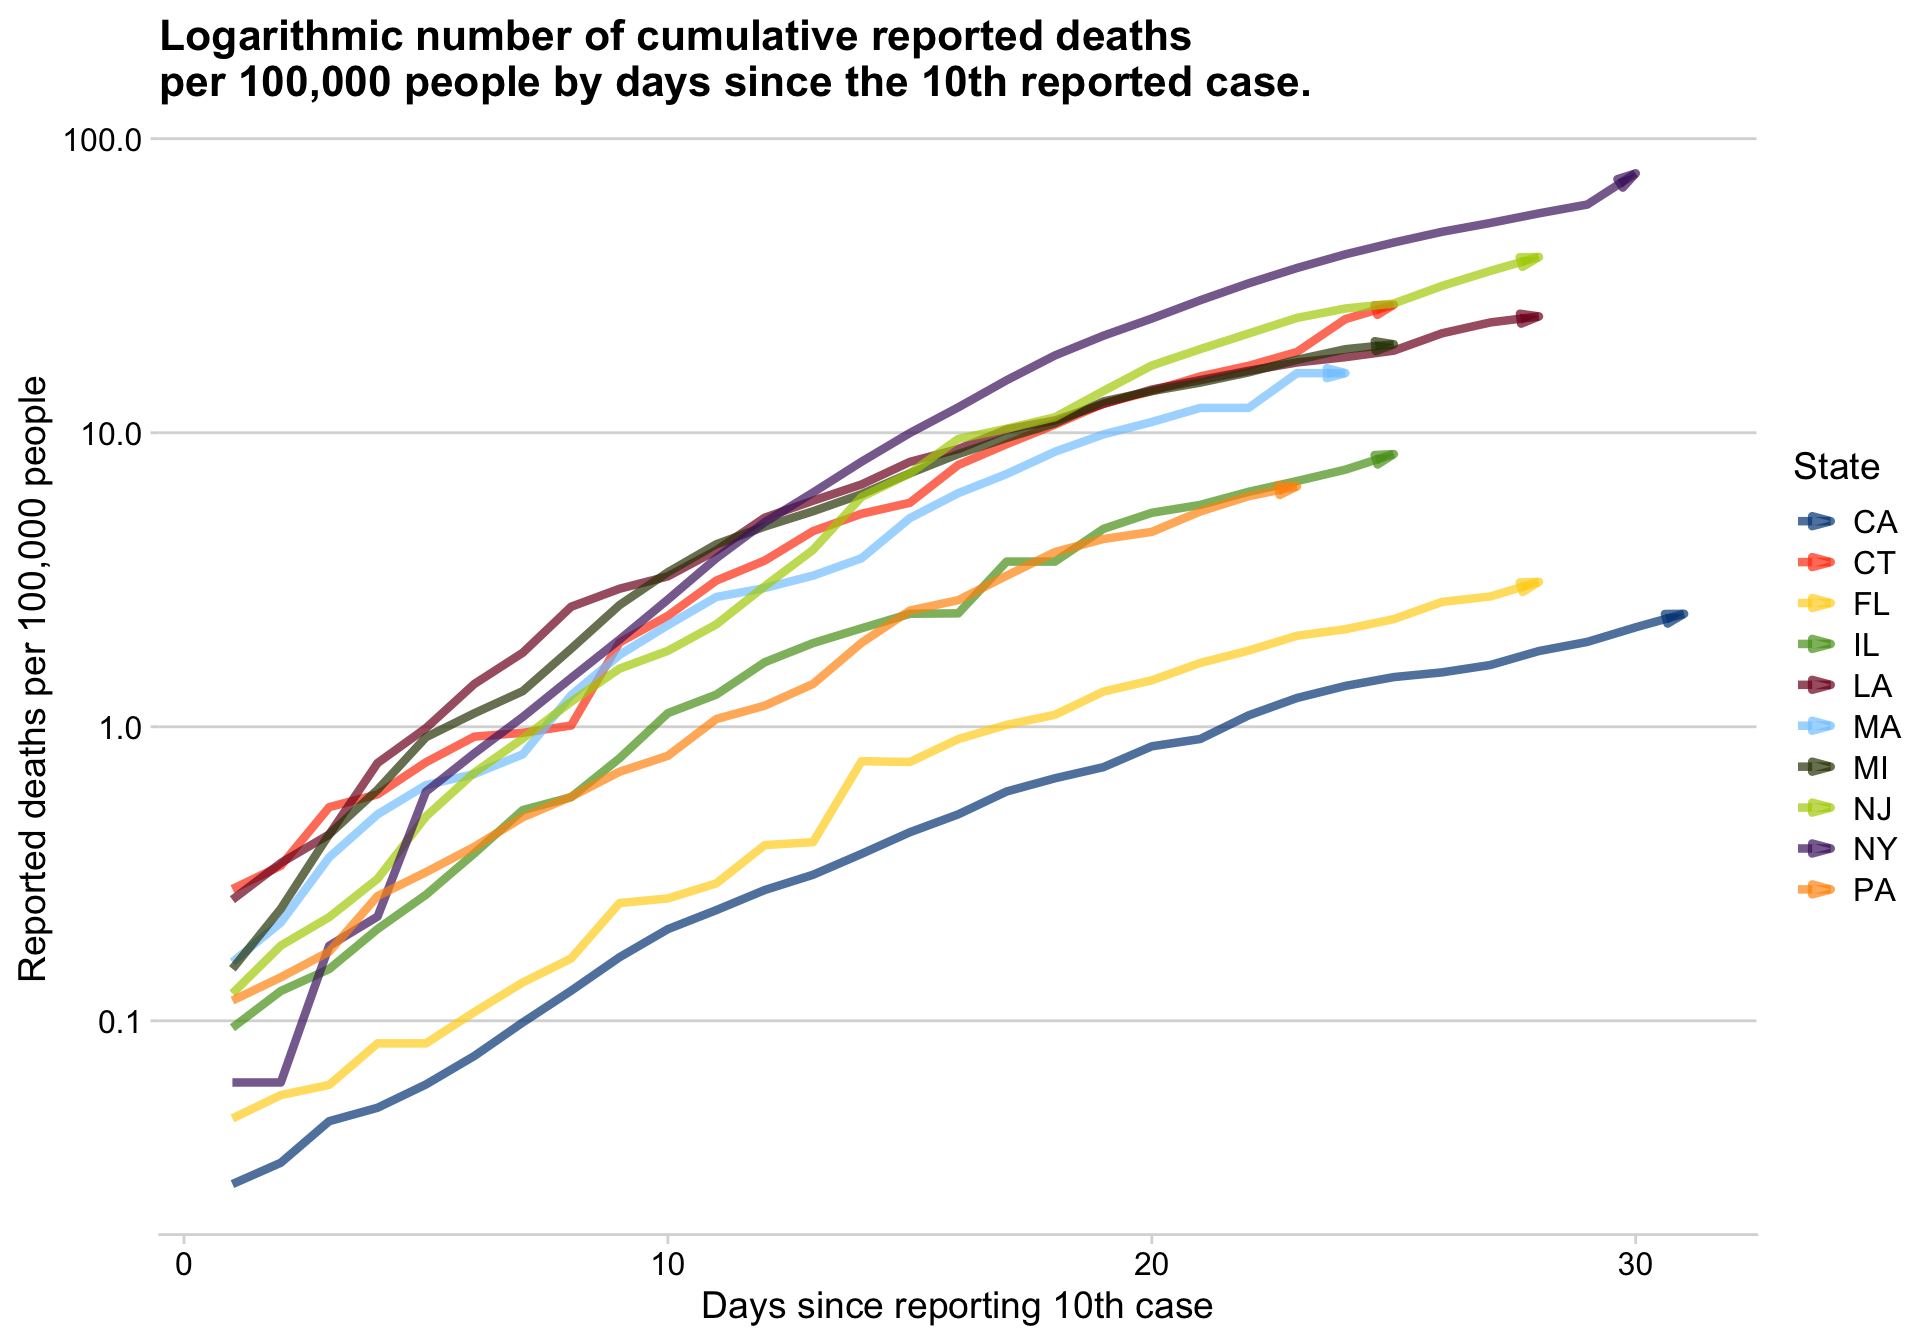 Logarithmic number of cumulative reported deaths
per 100,000 people by days since the 10th reported case.
100.0
10.0
1.0
0.1
Reported deaths per 100,000 people
0
10
20
30
Days since reporting 10th case
State
CA
CT
FL
IL
LA
MA
MI
NJ
NY
PA